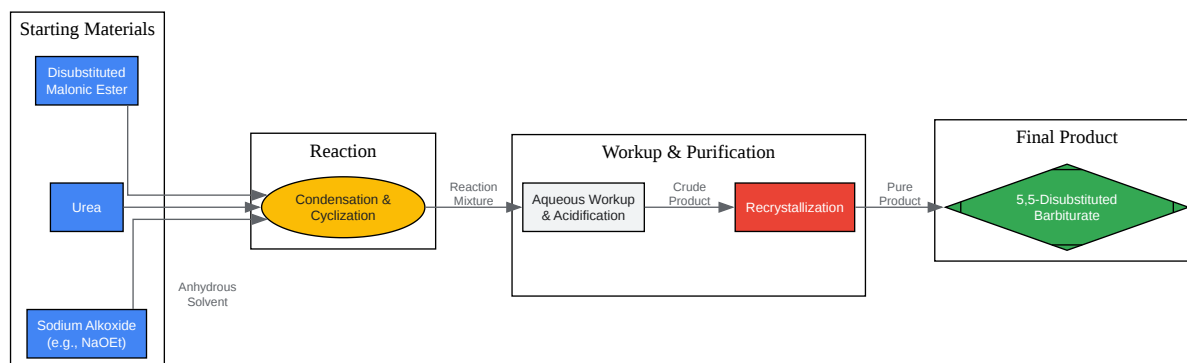 Starting Materials
Disubstituted
Malonic Ester
Urea
Sodium Alkoxide
(e.g., NaOEt)
Anhydrous
Solvent
Reaction
Condensation &
Cyclization
Reaction
Mixture
Workup & Purification
Aqueous Workup
& Acidification
Crude
Product
Recrystallization
Pure
Product
Final Product
5,5-Disubstituted
Barbiturate